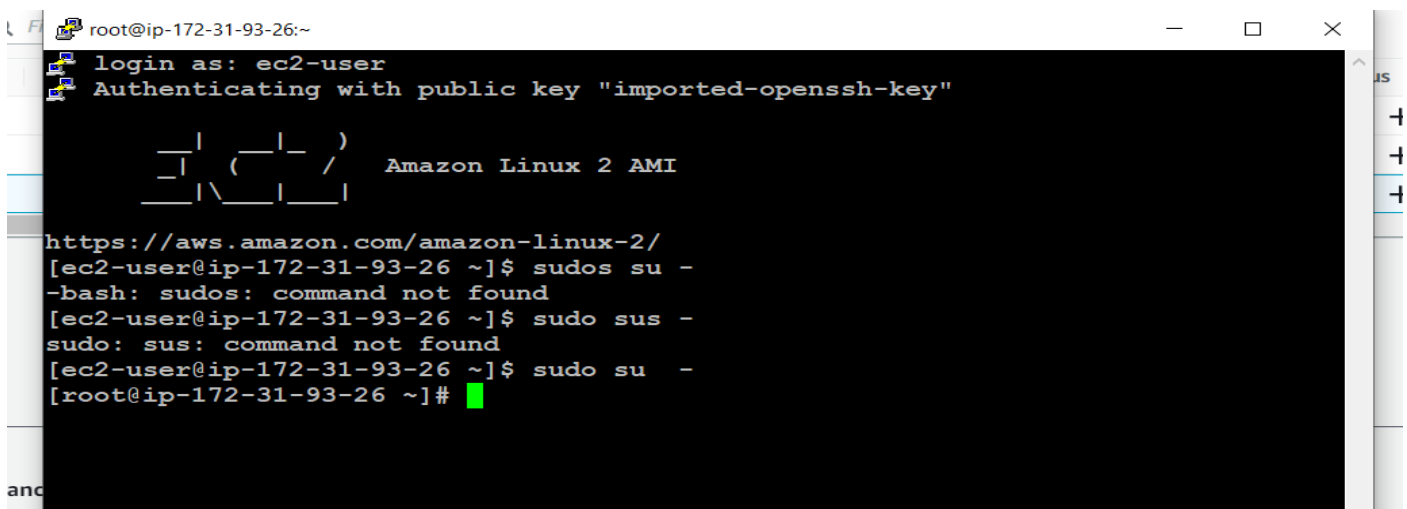 Fi
root@ip-172-31-93-26:~
us
login as: ec2-user
Authenticating with public key "imported-openssh-key"
__|  __|_  )
_|  (     /   Amazon Linux 2 AMI
___|\___|___|
https://aws.amazon.com/amazon-linux-2/
[ec2-user@ip-172-31-93-26 ~]$ sudos su -
-bash: sudos: command not found
[ec2-user@ip-172-31-93-26 ~]$ sudo sus -
sudo: sus: command not found
[ec2-user@ip-172-31-93-26 ~]$ sudo su  -
[root@ip-172-31-93-26 ~]#
anc